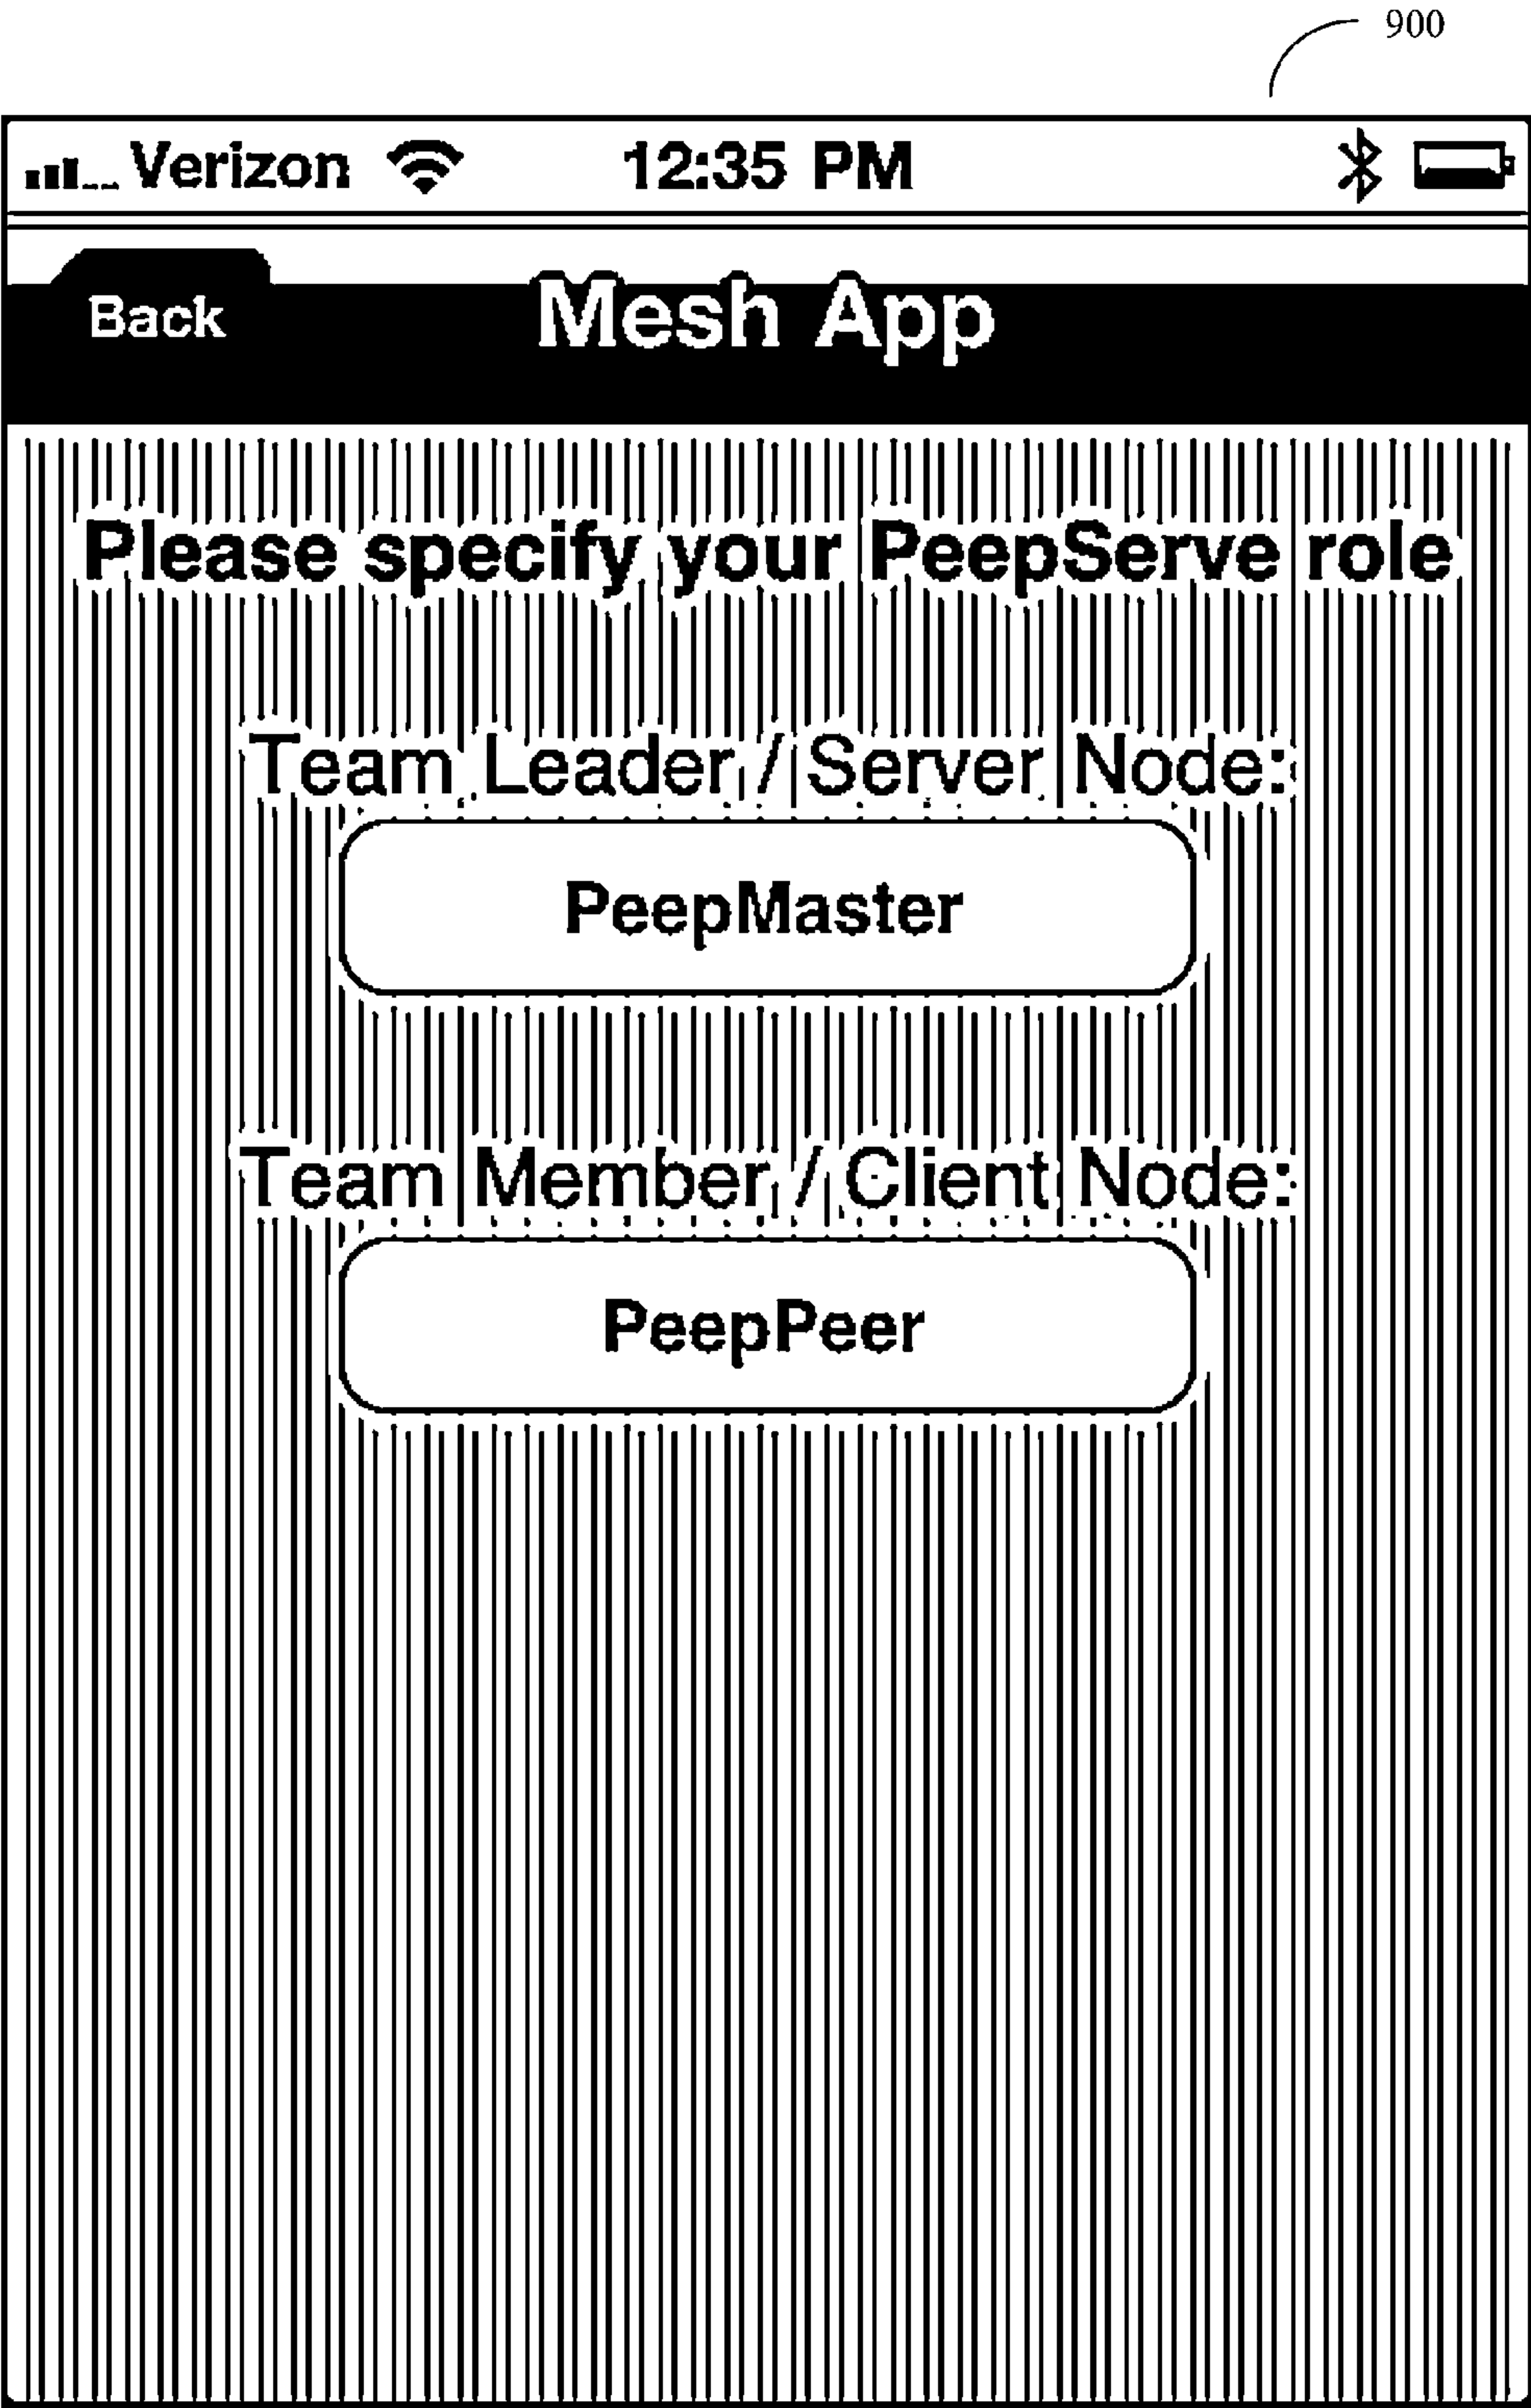 900
Verizon 12:35 PM
Back Mesh App
Please specify your PeepServe role
Team Leader / Server Node:
PeepMaster
Team Member / Client Node:
PeepPeer